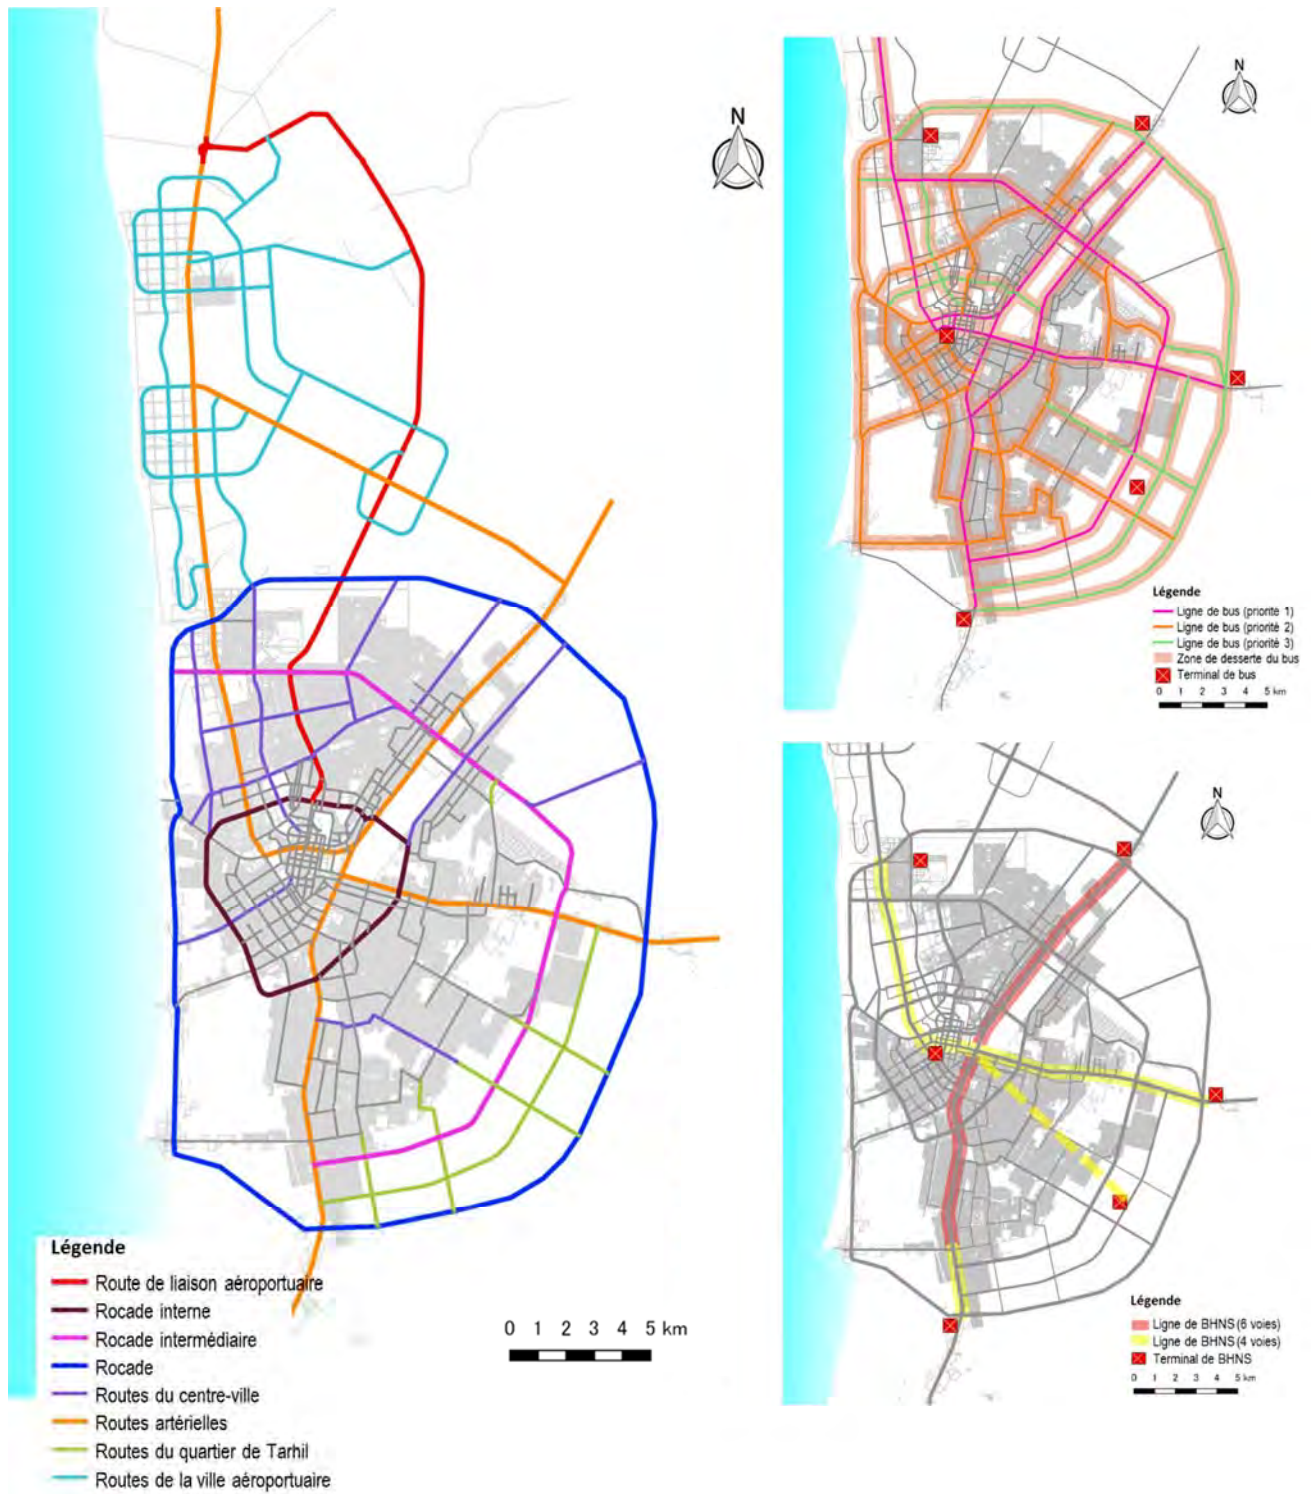 N
Légende
Route de liaison aéroportuaire
Rocade interne
Rocade intermédiaire
Rocade
Routes du centre-ville
Routes artérielles
Routes du quartier de Tarhil
Routes de la ville aéroportuaire
0 1 2 3 4 5 km
N
Légende
Ligne de bus (priorité 1)
Ligne de bus (priorité 2)
Ligne de bus (priorité 3)
Zone de desserte du bus
Terminal de bus
0 1 2 3 4 5 km
N
Légende
Ligne de BHNS (6 voies)
Ligne de BHNS (4 voies)
Terminal de BHNS
0 1 2 3 4 5 km